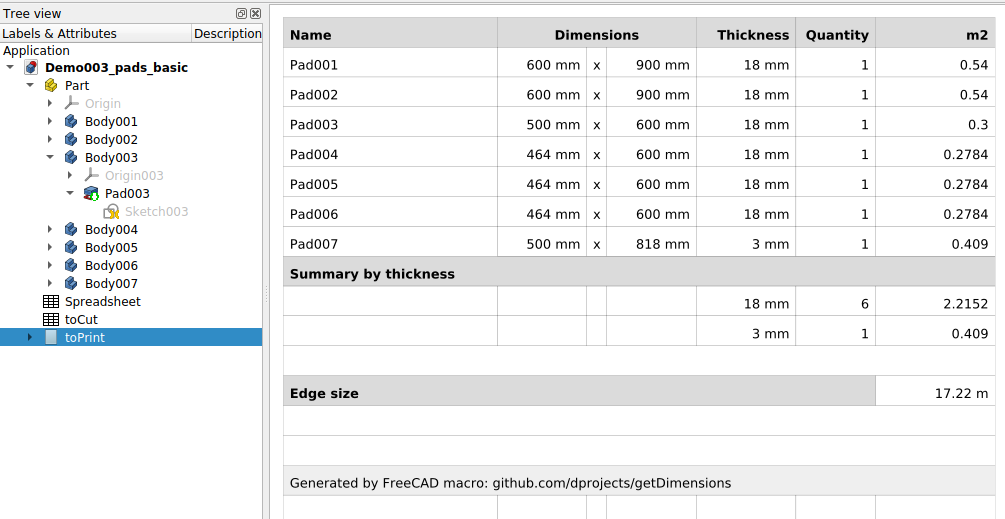 Tree view
Labels & Attributes Description
Application
Demo003_pads_basic
Part
Origin
Body001
Body002
Body003
Origin003
Pad003
Sketch003
Body004
Body005
Body006
Body007
Spreadsheet
toCut
toPrint
Name Dimensions Thickness Quantity m2
Pad001 600 mm x 900 mm 18 mm 1 0.54
Pad002 600 mm x 900 mm 18 mm 1 0.54
Pad003 500 mm x 600 mm 18 mm 1 0.3
Pad004 464 mm x 600 mm 18 mm 1 0.2784
Pad005 464 mm x 600 mm 18 mm 1 0.2784
Pad006 464 mm x 600 mm 18 mm 1 0.2784
Pad007 500 mm x 818 mm 3 mm 1 0.409
Summary by thickness
18 mm 6 2.2152
3 mm 1 0.409
Edge size 17.22 m
Generated by FreeCAD macro: github.com/dprojects/getDimensions